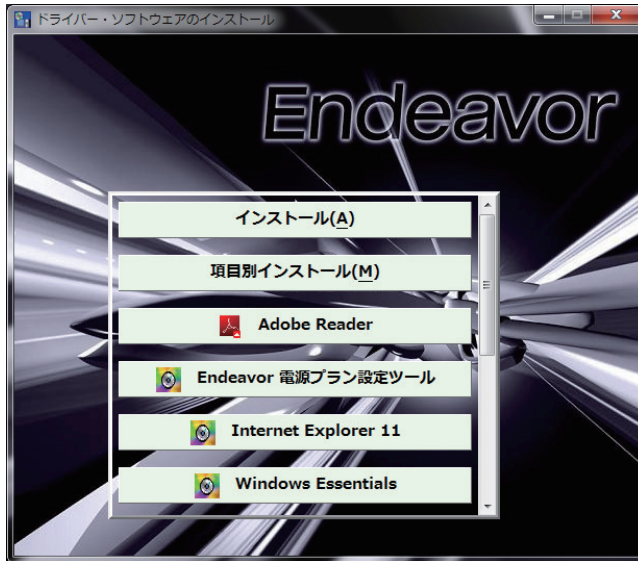 ドライバー・ソフトウェアのインストール
Endeavor
インストール(A)
項目別インストール(M)
Adobe Reader
Endeavor 電源プラン設定ツール
Internet Explorer 11
Windows Essentials